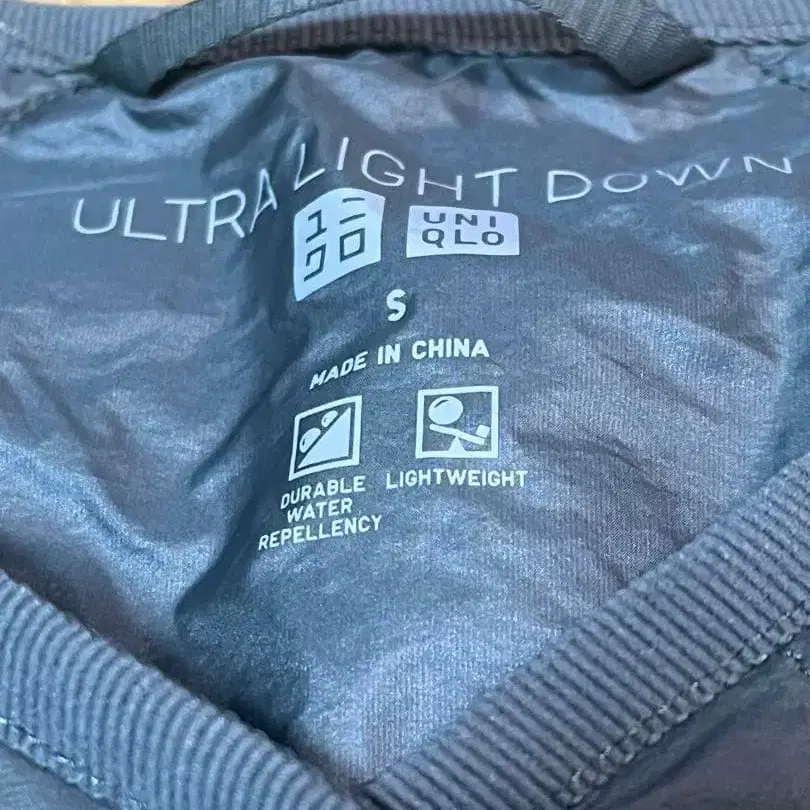 ULTRA LIGHT DOWN
ユニ
クロ
UNI
QLO
S
MADE IN CHINA
DURABLE
WATER
REPELLENCY
LIGHTWEIGHT